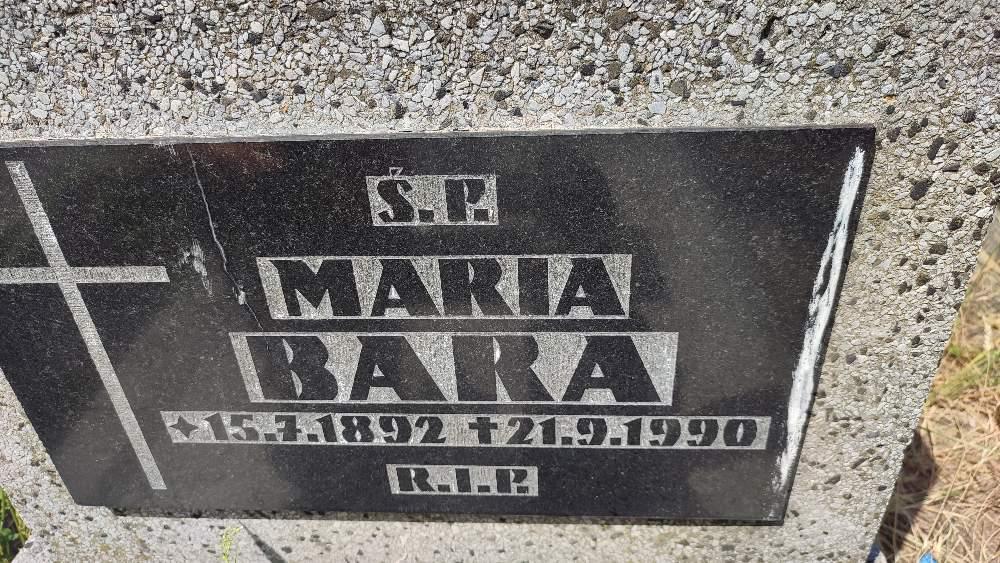 Ś. P.
MARIA
BARA
✦15.7.1892 ✝21.9.1990
R.I.P.